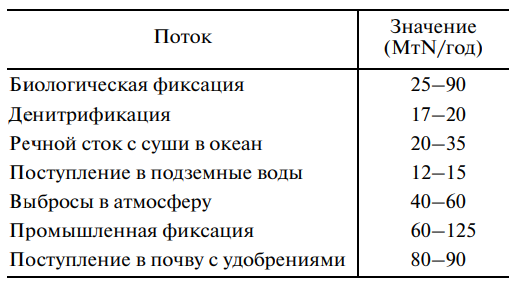 Поток Значение
(МтN/год)
Биологическая фиксация 25–90
Денитрификация 17–20
Речной сток с суши в океан 20–35
Поступление в подземные воды 12–15
Выбросы в атмосферу 40–60
Промышленная фиксация 60–125
Поступление в почву с удобрениями 80–90